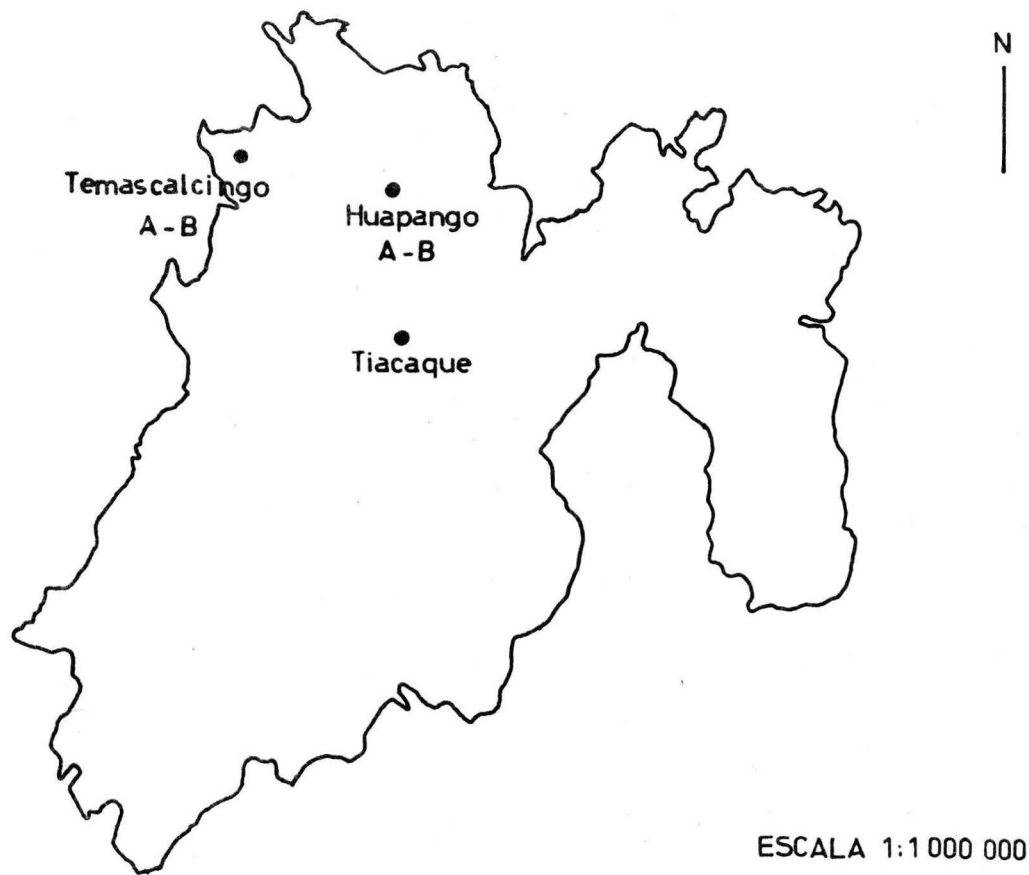 N
Temascalcingo
A - B
Huapango
A - B
Tiacaque
ESCALA 1:1 000 000